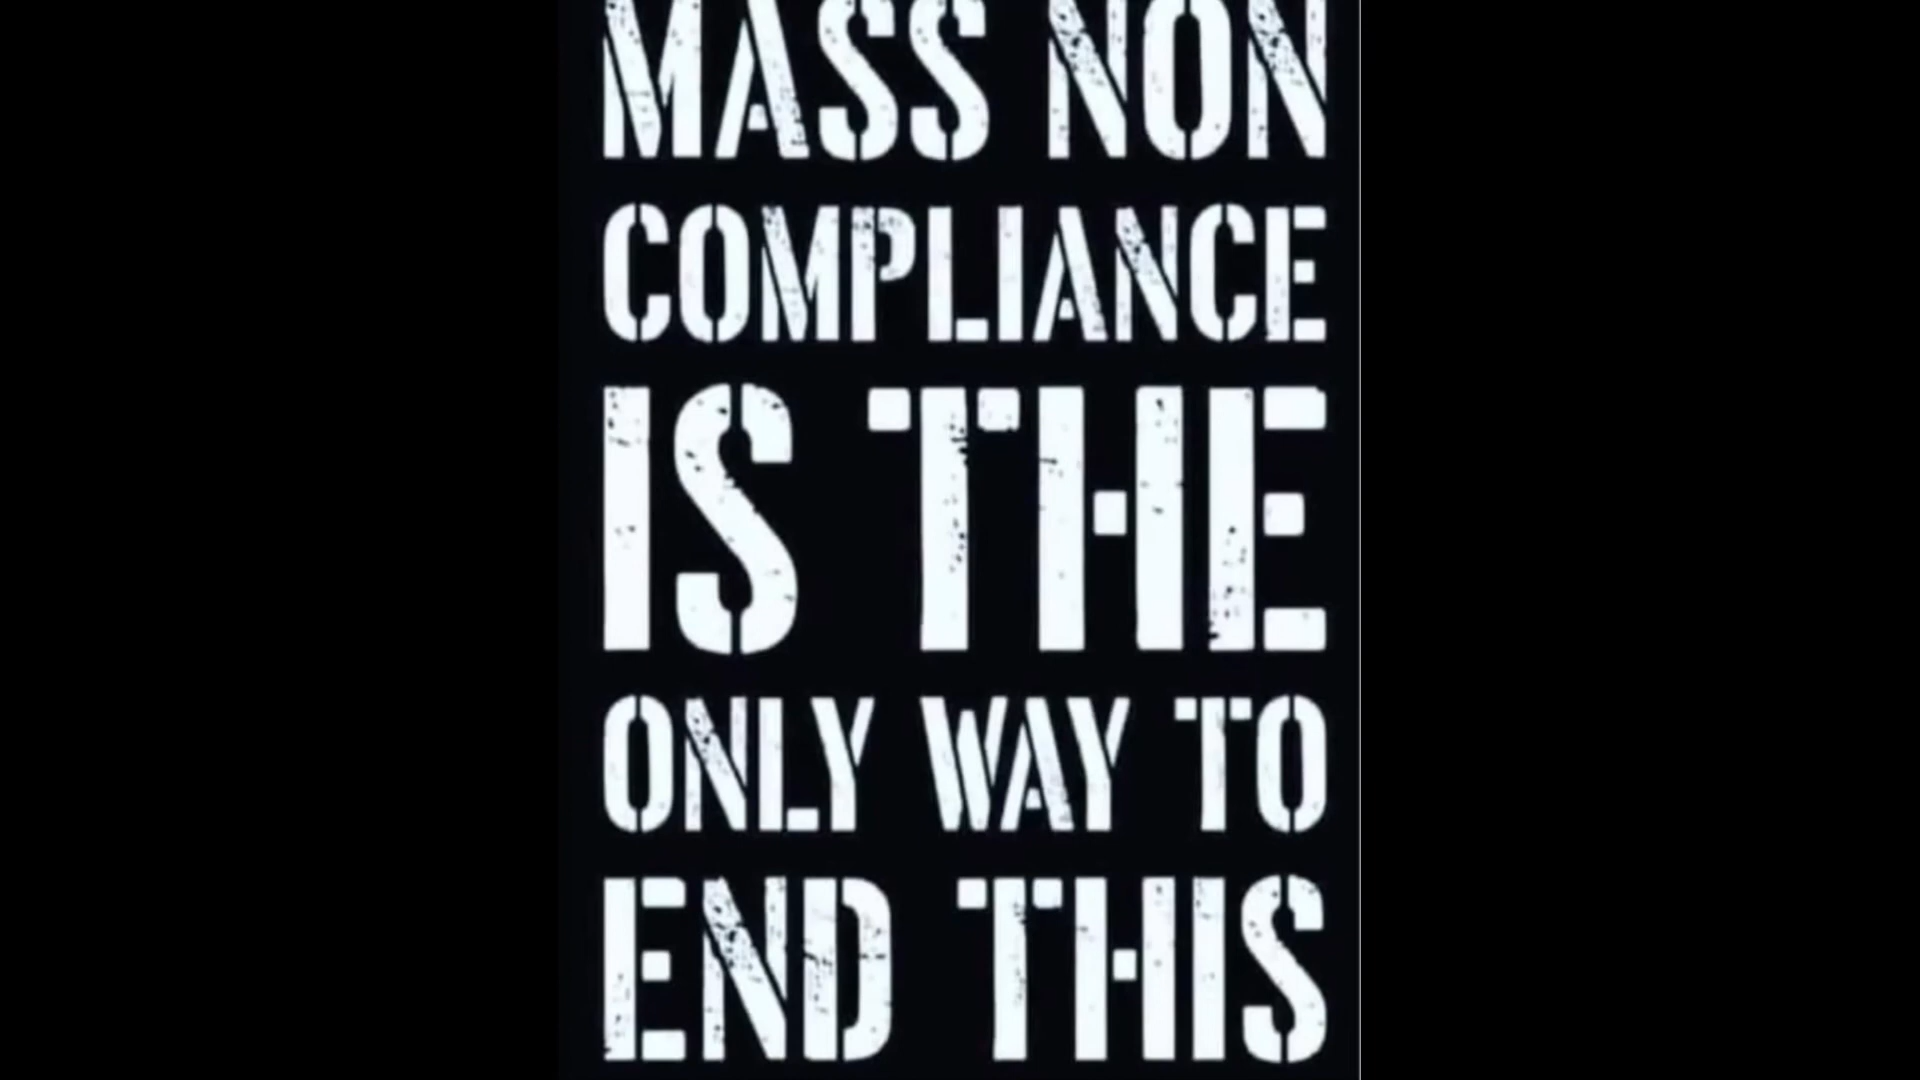 MASS NON
COMPLIANCE
IS THE
ONLY WAY TO
END THIS